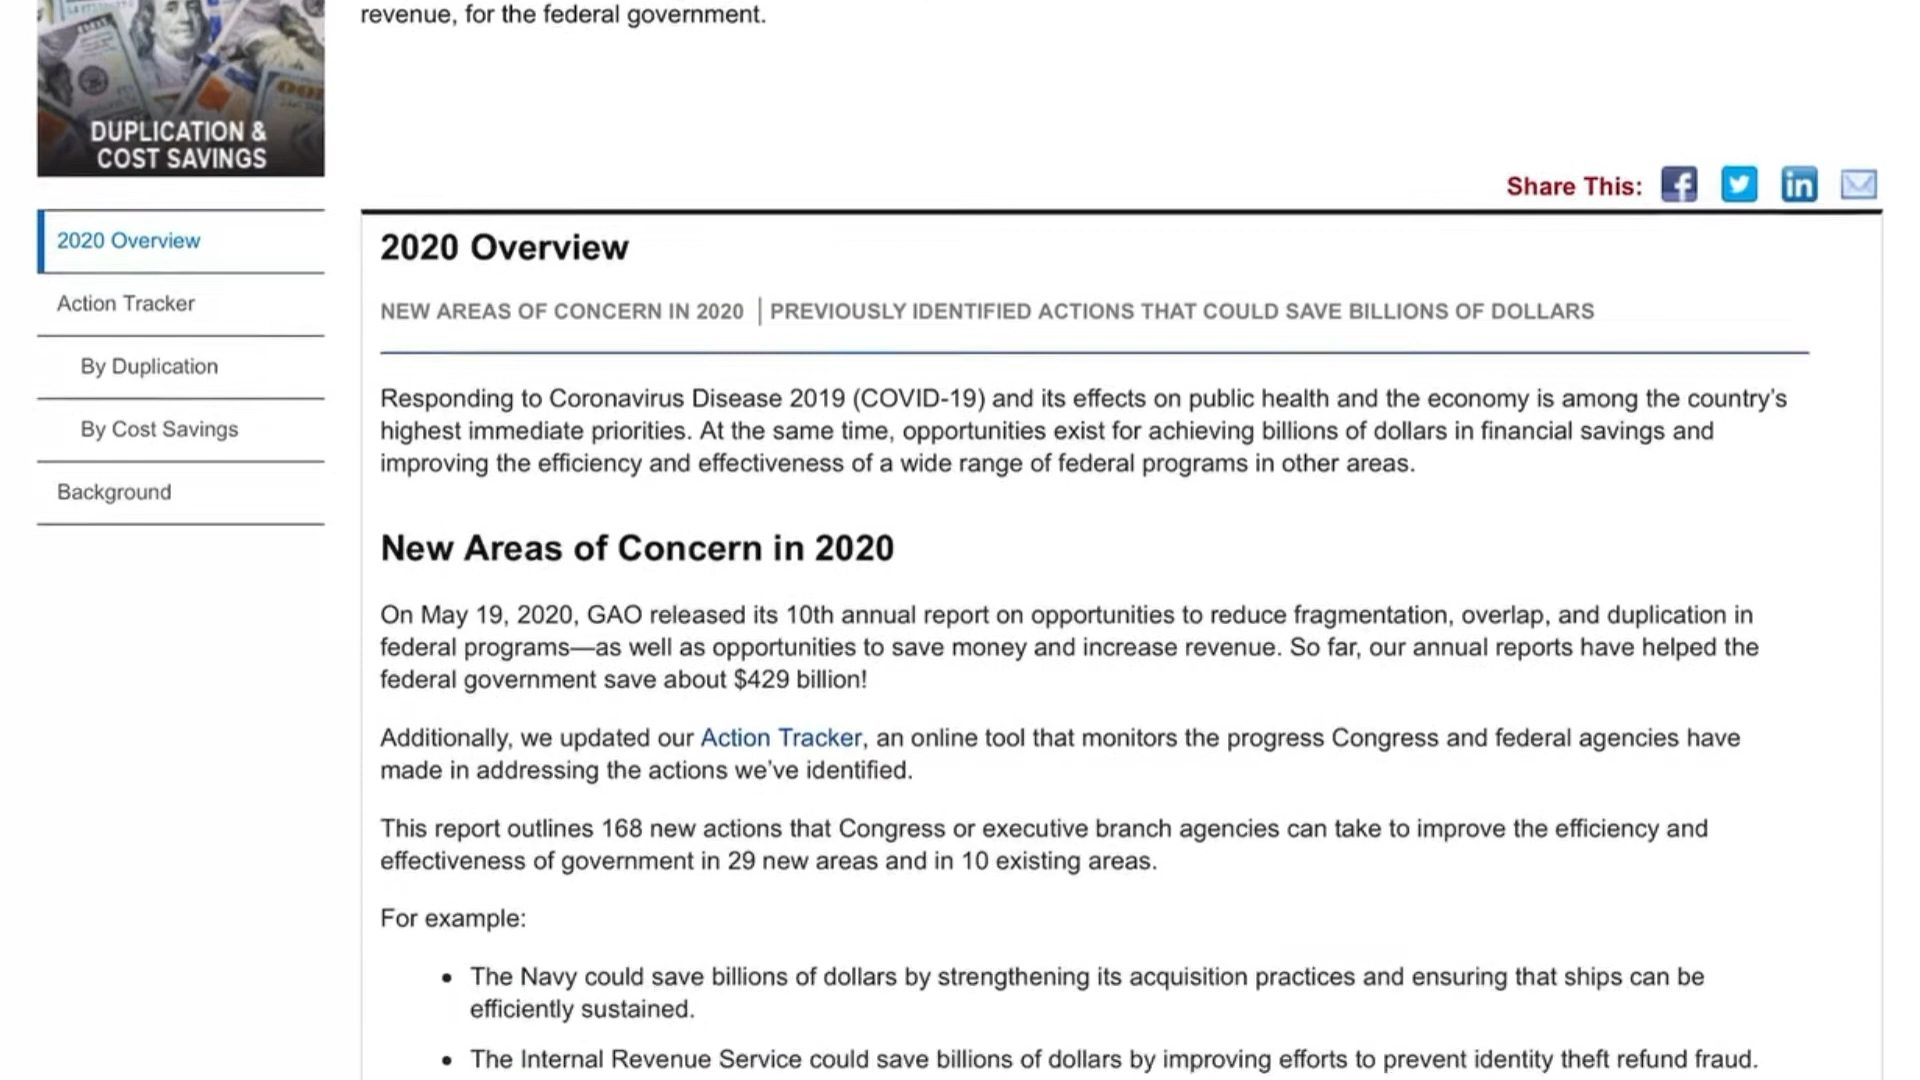 revenue, for the federal government.
DUPLICATION &
COST SAVINGS
Share This:
2020 Overview
Action Tracker
By Duplication
By Cost Savings
Background
2020 Overview
NEW AREAS OF CONCERN IN 2020 | PREVIOUSLY IDENTIFIED ACTIONS THAT COULD SAVE BILLIONS OF DOLLARS
Responding to Coronavirus Disease 2019 (COVID-19) and its effects on public health and the economy is among the country’s
highest immediate priorities. At the same time, opportunities exist for achieving billions of dollars in financial savings and
improving the efficiency and effectiveness of a wide range of federal programs in other areas.
New Areas of Concern in 2020
On May 19, 2020, GAO released its 10th annual report on opportunities to reduce fragmentation, overlap, and duplication in
federal programs—as well as opportunities to save money and increase revenue. So far, our annual reports have helped the
federal government save about $429 billion!
Additionally, we updated our Action Tracker, an online tool that monitors the progress Congress and federal agencies have
made in addressing the actions we’ve identified.
This report outlines 168 new actions that Congress or executive branch agencies can take to improve the efficiency and
effectiveness of government in 29 new areas and in 10 existing areas.
For example:
• The Navy could save billions of dollars by strengthening its acquisition practices and ensuring that ships can be
efficiently sustained.
• The Internal Revenue Service could save billions of dollars by improving efforts to prevent identity theft refund fraud.